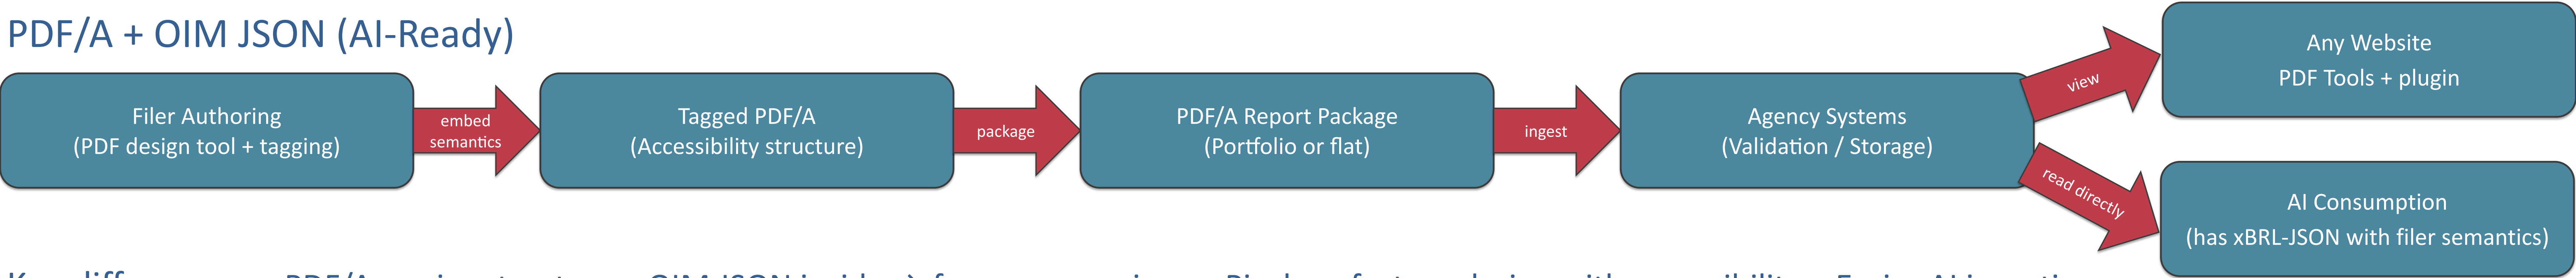 PDF/A + OIM JSON (AI-Ready)
Filer Authoring
(PDF design tool + tagging)
embed
semantics
Tagged PDF/A
(Accessibility structure)
package
PDF/A Report Package
(Portfolio or flat)
ingest
Agency Systems
(Validation / Storage)
view
Any Website
PDF Tools + plugin
read directly
AI Consumption
(has xBRL-JSON with filer semantics)